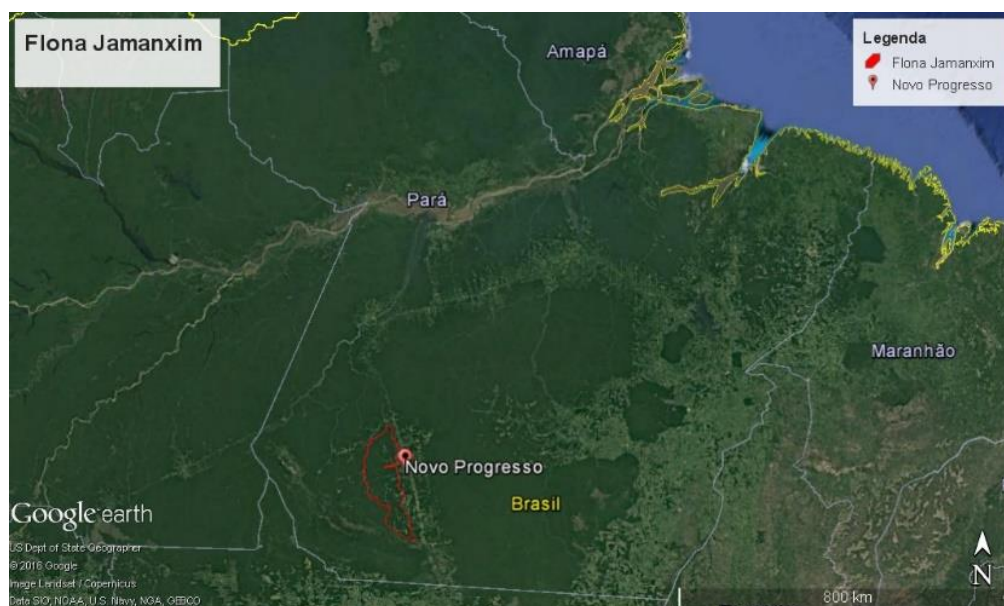 Flona Jamanxim
Legenda
Flona Jamanxim
Novo Progresso
Amapá
Pará
Maranhão
Novo Progresso
Brasil
Google earth
US Dept of State Geographer
© 2016 Google
Image Landsat / Copernicus
Data SIO, NOAA, U.S. Navy, NGA, GEBCO
N
800 km